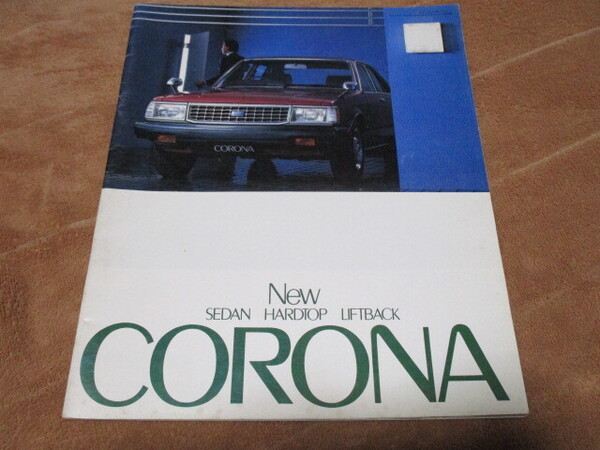 CORONA
New
SEDAN HARDTOP LIFTBACK
CORONA